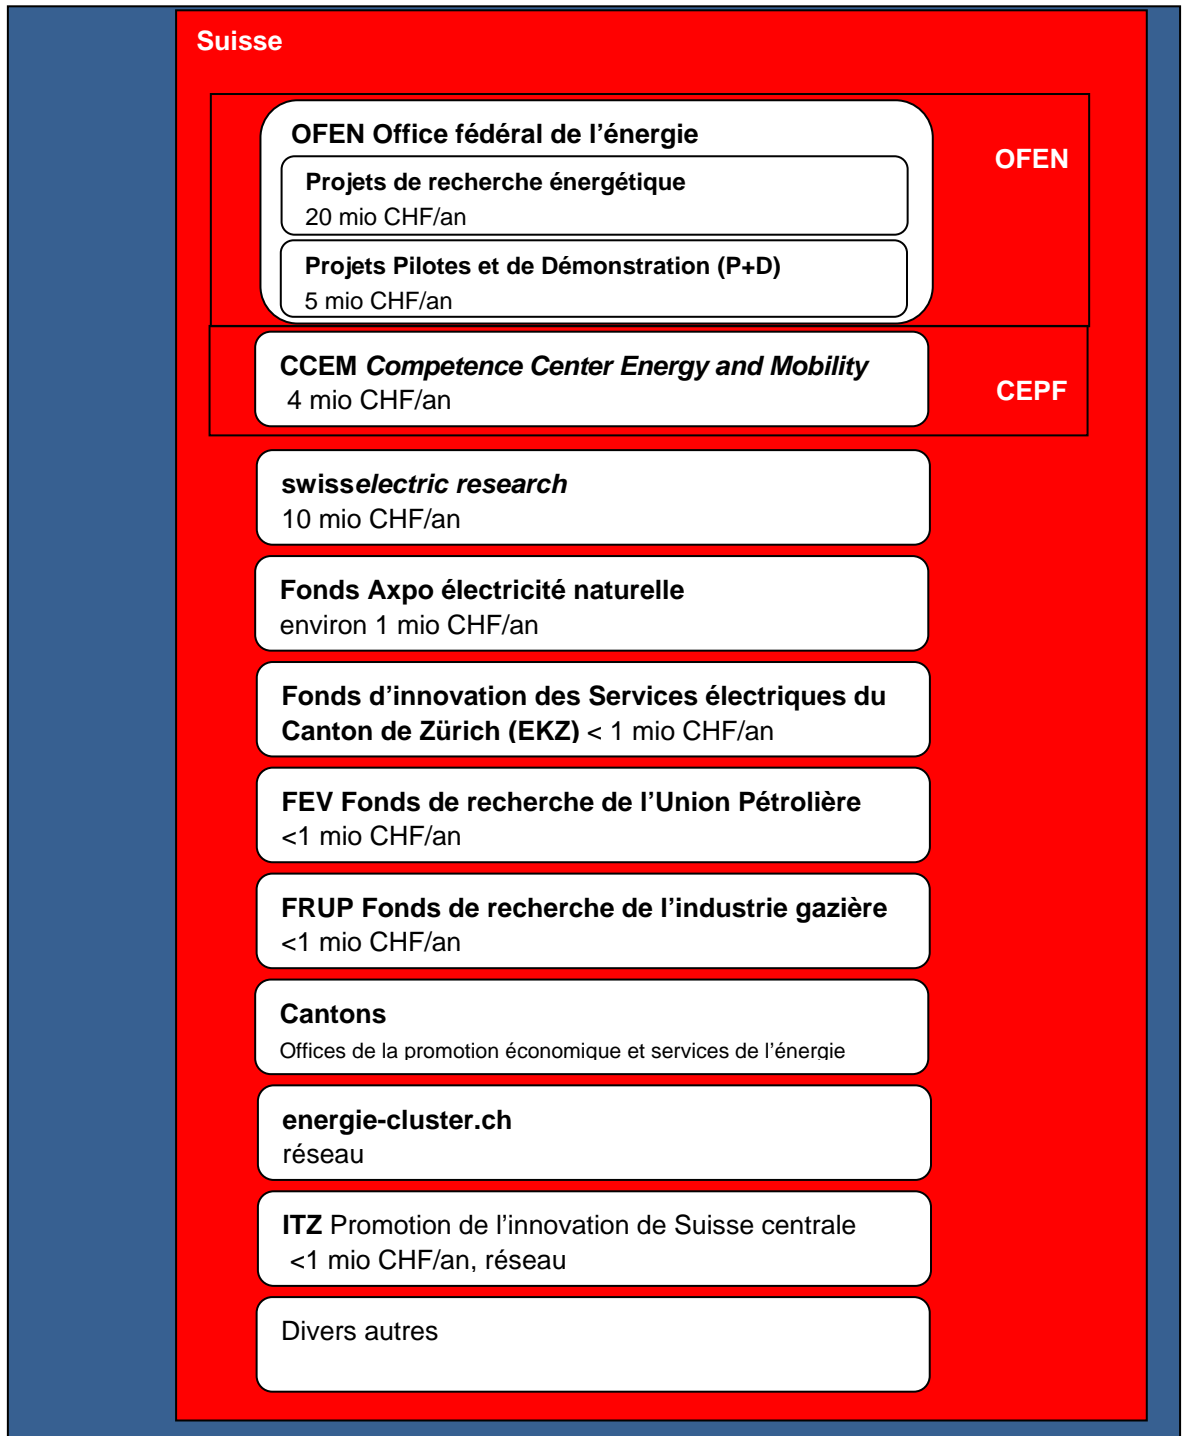 Suisse
OFEN Office fédéral de l’énergie
OFEN
Projets de recherche énergétique
20 mio CHF/an
Projets Pilotes et de Démonstration (P+D)
5 mio CHF/an
CCEM Competence Center Energy and Mobility
4 mio CHF/an
CEPF
swisselectric research
10 mio CHF/an
Fonds Axpo électricité naturelle
environ 1 mio CHF/an
Fonds d’innovation des Services électriques du
Canton de Zürich (EKZ) < 1 mio CHF/an
FEV Fonds de recherche de l’Union Pétrolière
<1 mio CHF/an
FRUP Fonds de recherche de l’industrie gazière
<1 mio CHF/an
Cantons
Offices de la promotion économique et services de l’énergie
energie-cluster.ch
réseau
ITZ Promotion de l’innovation de Suisse centrale
<1 mio CHF/an, réseau
Divers autres